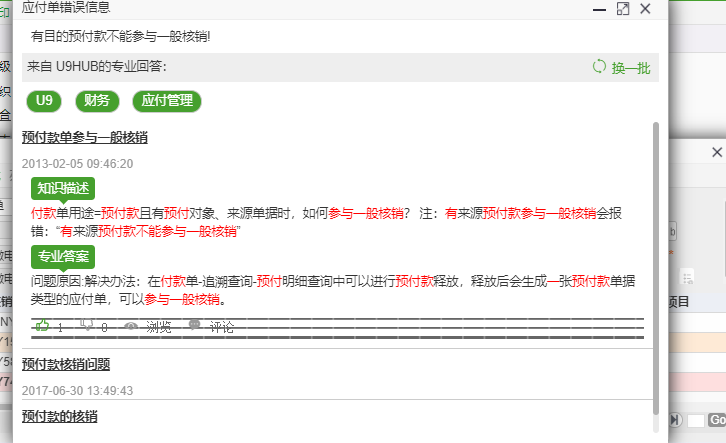 应付单错误信息
有目的预付款不能参与一般核销!
来自 U9HUB的专业回答:
换一批
U9 财务 应付管理
预付款单参与一般核销
2013-02-05 09:46:20
知识描述
付款单用途=预付款且有预付对象、来源单据时，如何参与一般核销？ 注：有来源预付款参与一般核销会报
错：“有来源预付款不能参与一般核销”
专业答案
问题原因:解决办法：在付款单-追溯查询-预付明细查询中可以进行预付款释放，释放后会生成一张预付款单据
类型的应付单，可以参与一般核销。
1 0 浏览 评论
预付款核销问题
2017-06-30 13:49:43
预付款的核销
项目
Go